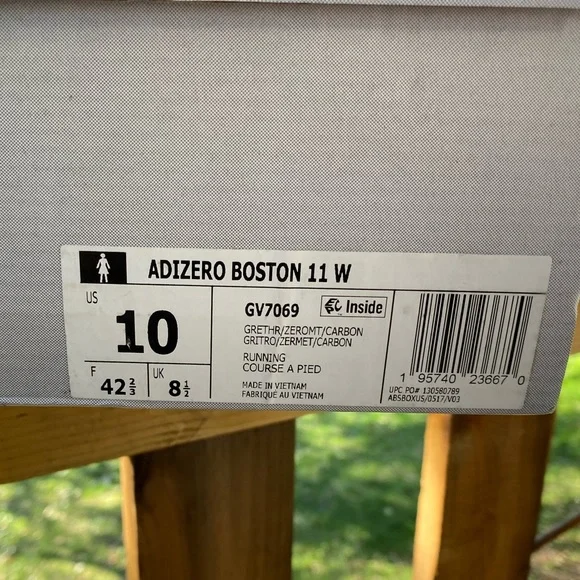 ADIZERO BOSTON 11 W
US
10
F
42 2/3
UK
8 1/2
GV7069
Inside
GRETHR/ZEROMT/CARBON
GRITRO/ZERMET/CARBON
RUNNING
COURSE A PIED
MADE IN VIETNAM
FABRIQUÉ AU VIETNAM
1 95740 23667 0
UPC PO# 130580789
ABSBOXUS/0517/V03